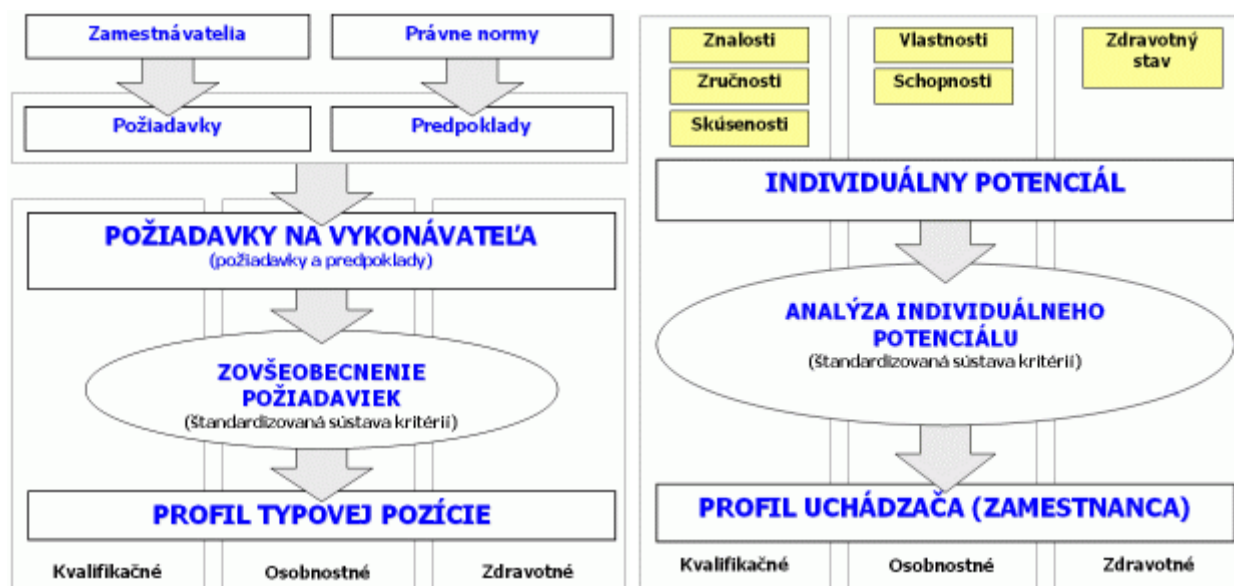 Zamestnávatelia
Právne normy
Požiadavky
Predpoklady
POŽIADAVKY NA VYKONÁVATEĽA
(požiadavky a predpoklady)
ZOVŠEOBECNENIE
POŽIADAVIEK
(štandardizovaná sústava kritérií)
PROFIL TYPOVEJ POZÍCIE
Kvalifikačné
Osobnostné
Zdravotné
Znalosti
Zručnosti
Skúsenosti
Vlastnosti
Schopnosti
Zdravotný
stav
INDIVIDUÁLNY POTENCIÁL
ANALÝZA INDIVIDUÁLNEHO
POTENCIÁLU
(štandardizovaná sústava kritérií)
PROFIL UCHÁDZAČA (ZAMESTNANCA)
Kvalifikačné
Osobnostné
Zdravotné